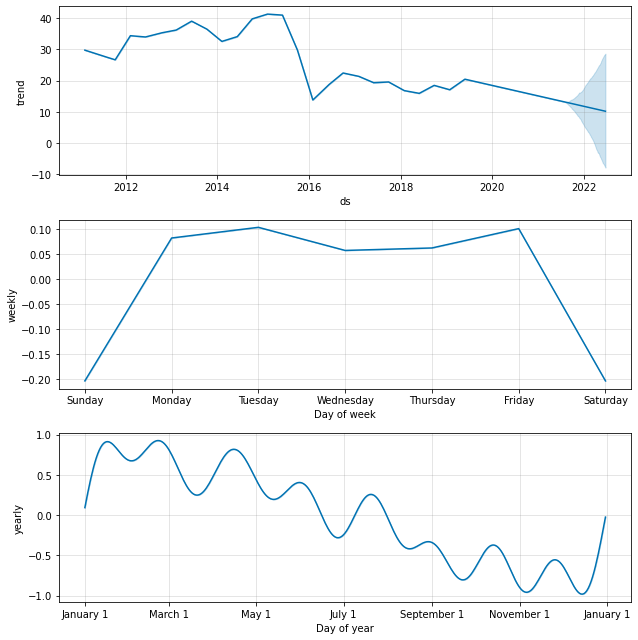 40
30
20
10
0
−10
trend
2012 2014 2016 2018 2020 2022
ds
0.10
0.05
0.00
−0.05
−0.10
−0.15
−0.20
weekly
Sunday Monday Tuesday Wednesday Thursday Friday Saturday
Day of week
1.0
0.5
0.0
−0.5
−1.0
yearly
January 1 March 1 May 1 July 1 September 1 November 1 January 1
Day of year